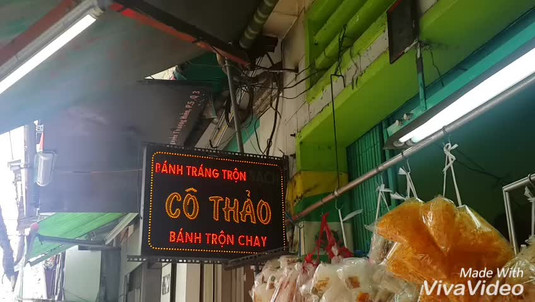 BÁNH TRÁNG TRỘN
CÔ THẢO
BÁNH TRỘN CHAY
Made With
VivaVideo